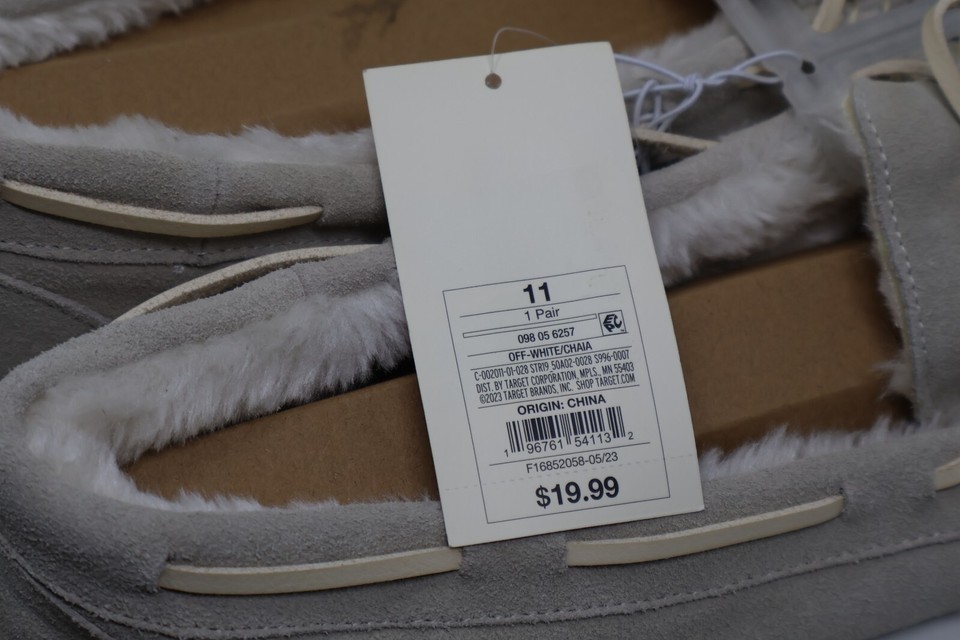 11
1 Pair
098 05 6257
OFF-WHITE/CHAIA
C-002011-01-028 STR19 50A02-0028 S996-0007
DIST. BY TARGET CORPORATION, MPLS., MN 55403
©2023 TARGET BRANDS, INC. SHOP TARGET.COM
ORIGIN: CHINA
1 96761 54113 2
F16852058-05/23
$19.99